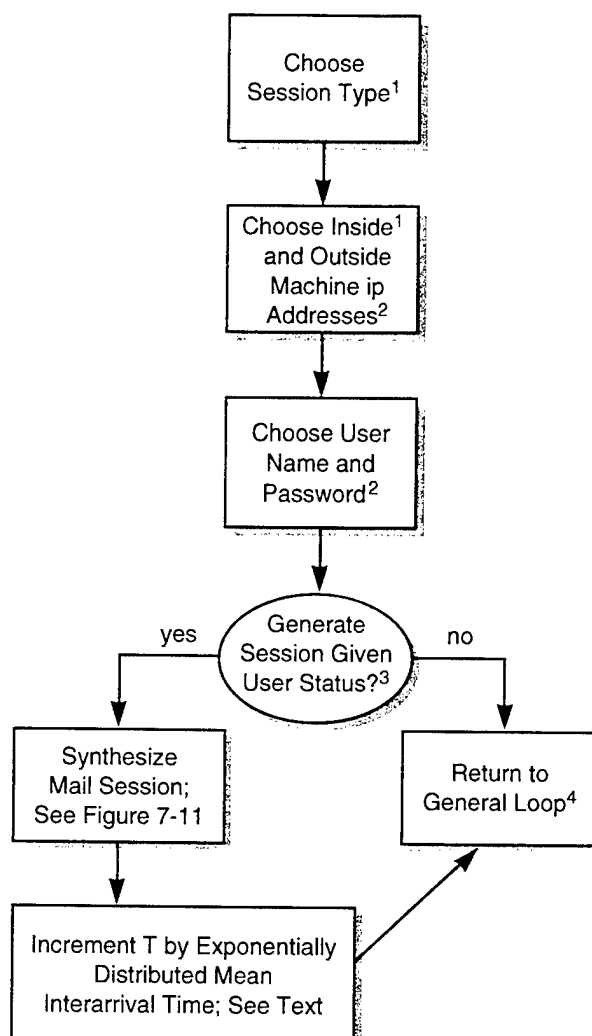 Choose
Session Type¹
Choose Inside¹
and Outside
Machine ip
Addresses²
Choose User
Name and
Password²
yes
Generate
Session Given
User Status?³
no
Synthesize
Mail Session;
See Figure 7-11
Return to
General Loop⁴
Increment T by Exponentially
Distributed Mean
Interarrival Time; See Text